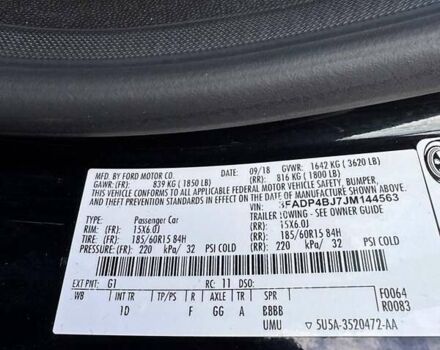 MFD. BY FORD MOTOR CO. DATE: 09/18 GVWR: 1642 KG ( 3620 LB)
GAWR: (FR): 839 KG ( 1850 LB) (RR): 816 KG ( 1800 LB)
THIS VEHICLE CONFORMS TO ALL APPLICABLE FEDERAL MOTOR VEHICLE SAFETY, BUMPER,
AND THEFT PREVENTION STANDARDS IN EFFECT ON THE DATE OF MANUFACTURE SHOWN ABOVE.
VEHICLE IDENTIFICATION NO. VIN: 3FADP4BJ7JM144563
TYPE: Passenger Car TRAILER TOWING - SEE OWNER GUIDE
RIM: (FR): 15X6.0J (RR): 15X6.0J
TIRE: (FR): 185/60R15 84H (RR): 185/60R15 84H
PRESSURE: (FR): 220 kPa/ 32 PSI COLD (RR): 220 kPa/ 32 PSI COLD
EXT PNT: G1 RC: 11 DSO: F0064
WB INT TR TP/PS R AXLE TR SPR R0083
1D F GG A BBBB
UMU ▽ 5U5A-3520472-AA